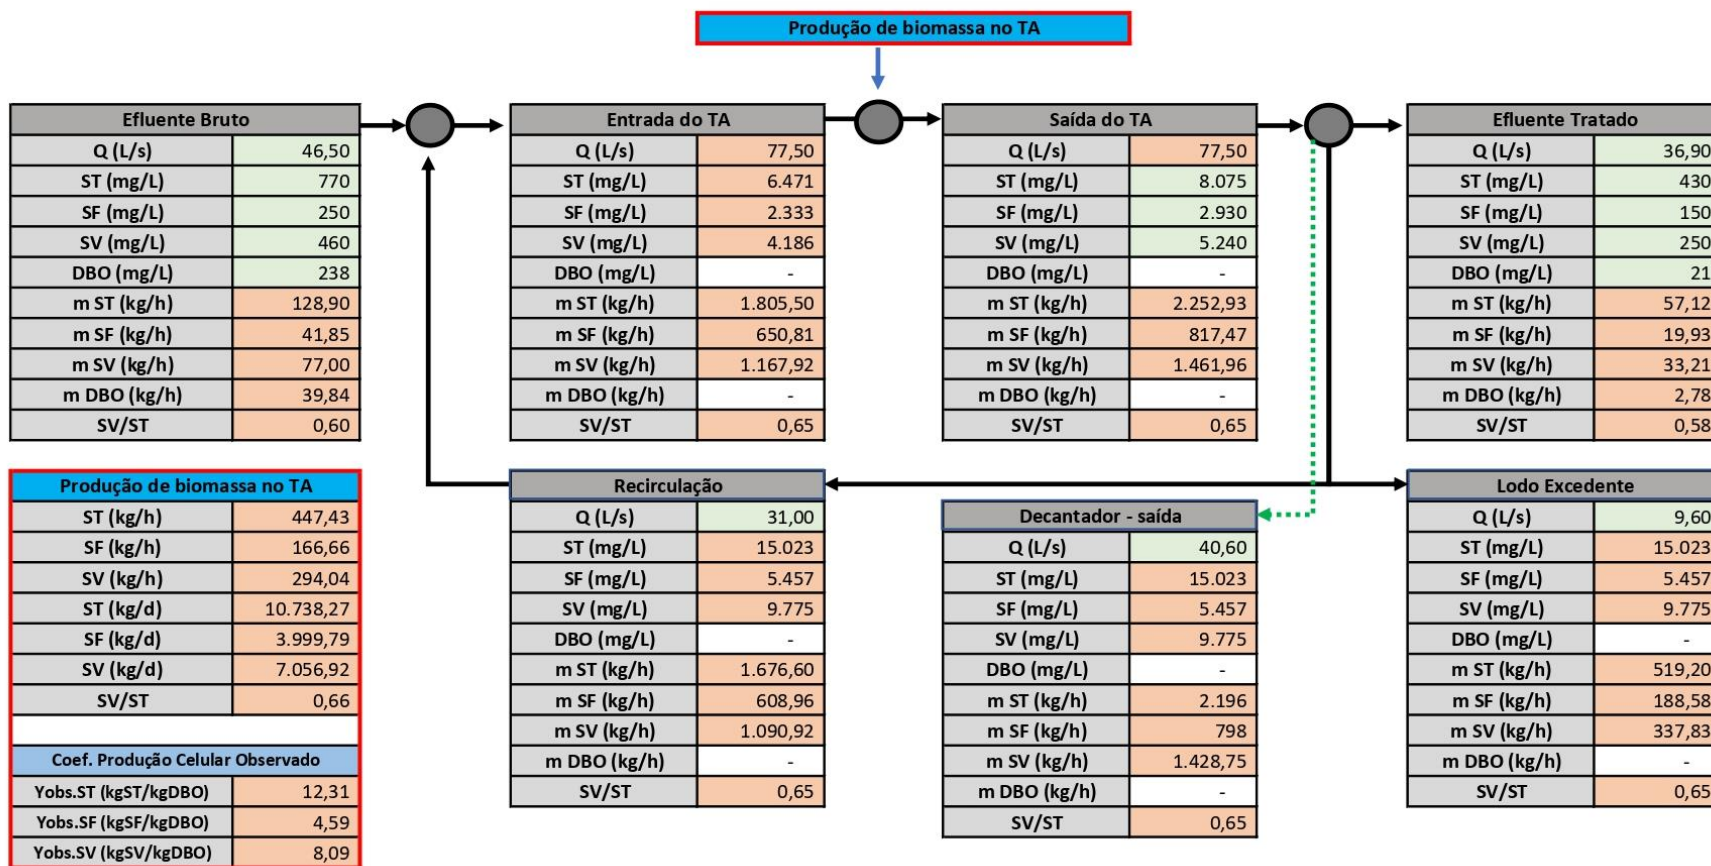 Produção de biomassa no TA
Efluente Bruto
Q (L/s) 46,50
ST (mg/L) 770
SF (mg/L) 250
SV (mg/L) 460
DBO (mg/L) 238
m ST (kg/h) 128,90
m SF (kg/h) 41,85
m SV (kg/h) 77,00
m DBO (kg/h) 39,84
SV/ST 0,60
Entrada do TA
Q (L/s) 77,50
ST (mg/L) 6.471
SF (mg/L) 2.333
SV (mg/L) 4.186
DBO (mg/L) -
m ST (kg/h) 1.805,50
m SF (kg/h) 650,81
m SV (kg/h) 1.167,92
m DBO (kg/h) -
SV/ST 0,65
Saída do TA
Q (L/s) 77,50
ST (mg/L) 8.075
SF (mg/L) 2.930
SV (mg/L) 5.240
DBO (mg/L) -
m ST (kg/h) 2.252,93
m SF (kg/h) 817,47
m SV (kg/h) 1.461,96
m DBO (kg/h) -
SV/ST 0,65
Efluente Tratado
Q (L/s) 36,90
ST (mg/L) 430
SF (mg/L) 150
SV (mg/L) 250
DBO (mg/L) 21
m ST (kg/h) 57,12
m SF (kg/h) 19,93
m SV (kg/h) 33,21
m DBO (kg/h) 2,78
SV/ST 0,58
Produção de biomassa no TA
ST (kg/h) 447,43
SF (kg/h) 166,66
SV (kg/h) 294,04
ST (kg/d) 10.738,27
SF (kg/d) 3.999,79
SV (kg/d) 7.056,92
SV/ST 0,66
Coef. Produção Celular Observado
Yobs.ST (kgST/kgDBO) 12,31
Yobs.SF (kgSF/kgDBO) 4,59
Yobs.SV (kgSV/kgDBO) 8,09
Recirculação
Q (L/s) 31,00
ST (mg/L) 15.023
SF (mg/L) 5.457
SV (mg/L) 9.775
DBO (mg/L) -
m ST (kg/h) 1.676,60
m SF (kg/h) 608,96
m SV (kg/h) 1.090,92
m DBO (kg/h) -
SV/ST 0,65
Decantador - saída
Q (L/s) 40,60
ST (mg/L) 15.023
SF (mg/L) 5.457
SV (mg/L) 9.775
DBO (mg/L) -
m ST (kg/h) 2.196
m SF (kg/h) 798
m SV (kg/h) 1.428,75
m DBO (kg/h) -
SV/ST 0,65
Lodo Excedente
Q (L/s) 9,60
ST (mg/L) 15.023
SF (mg/L) 5.457
SV (mg/L) 9.775
DBO (mg/L) -
m ST (kg/h) 519,20
m SF (kg/h) 188,58
m SV (kg/h) 337,83
m DBO (kg/h) -
SV/ST 0,65